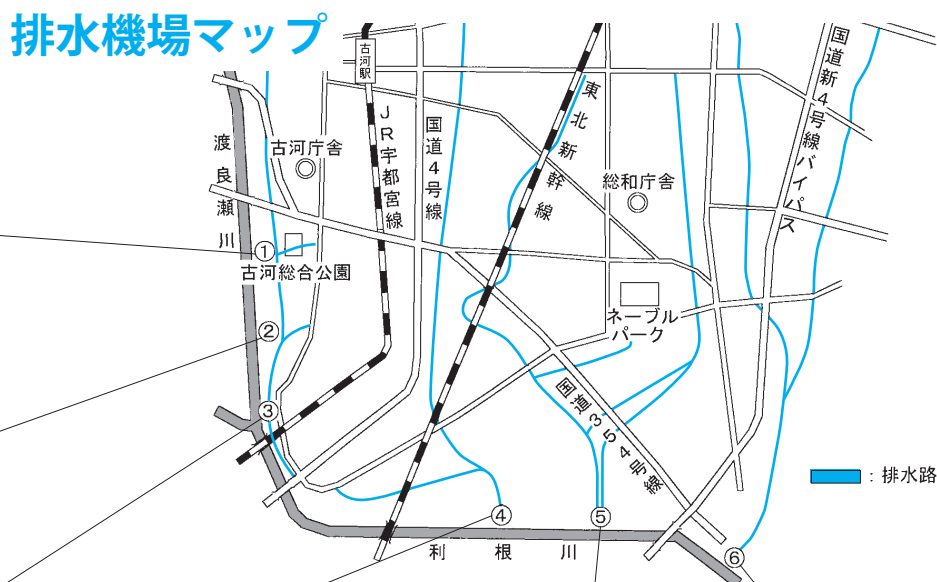 排水機場マップ
古河駅
JR宇都宮線
国道4号線
東北新幹線
国道新4号線バイパス
渡良瀬川
古河庁舎
総和庁舎
①
古河総合公園
②
ネーブル
パーク
③
国道354号線
：排水路
④
⑤
⑥
利根川